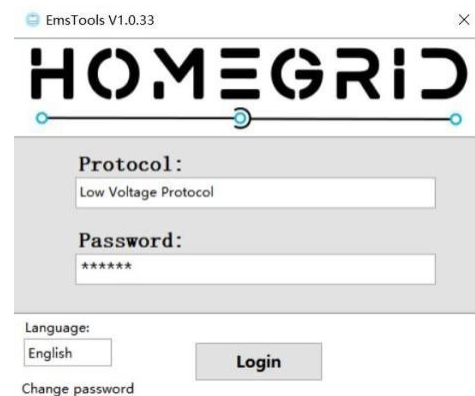 EmsTools V1.0.33
HOMEGRID
Protocol:
Low Voltage Protocol
Password:
******
Language:
English
Login
Change password